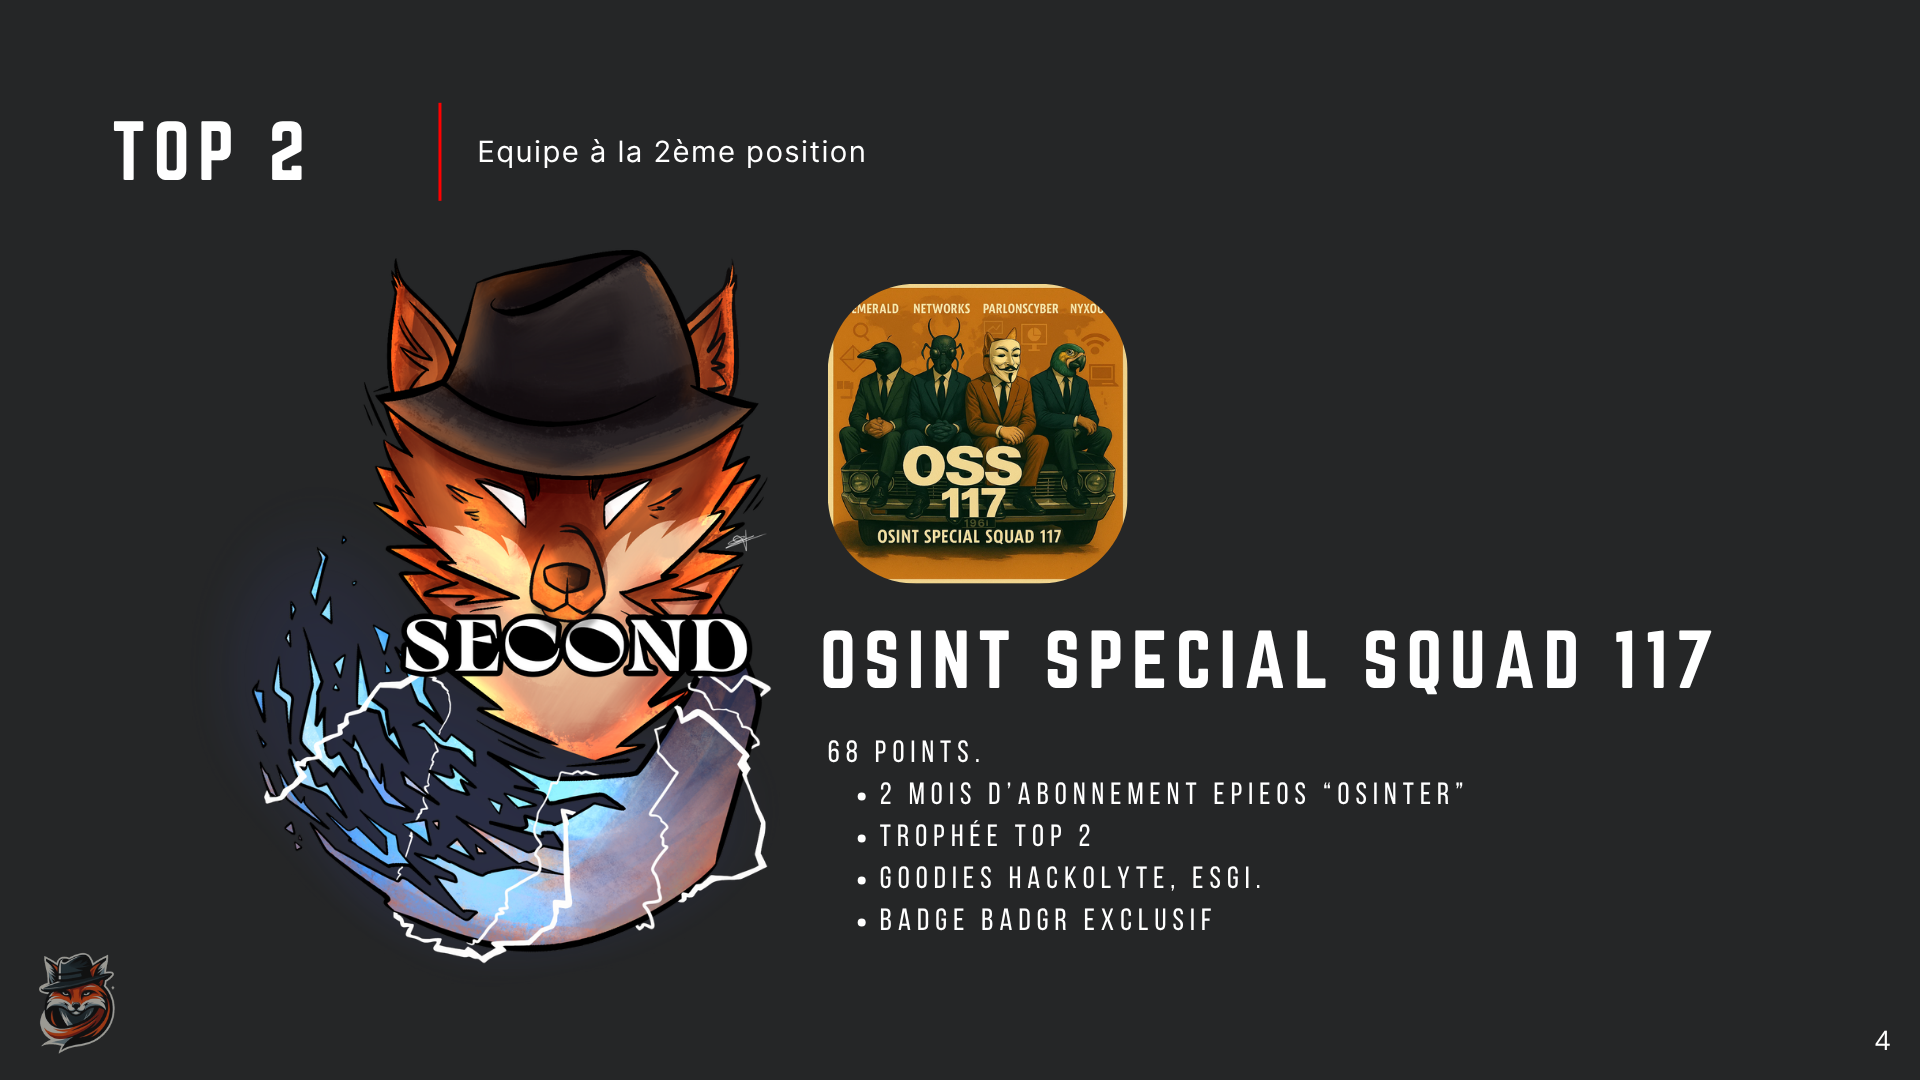 TOP 2
Equipe à la 2ème position
NETWORKS PARLONSCYBER
OSS
117
1961
OSINT SPECIAL SQUAD 117
SECOND
OSINT SPECIAL SQUAD 117
68 POINTS.
• 2 MOIS D’ABONNEMENT EPIEOS “OSINTER”
• TROPHÉE TOP 2
• GOODIES HACKOLYTE, ESGI.
• BADGE BADGR EXCLUSIF
4